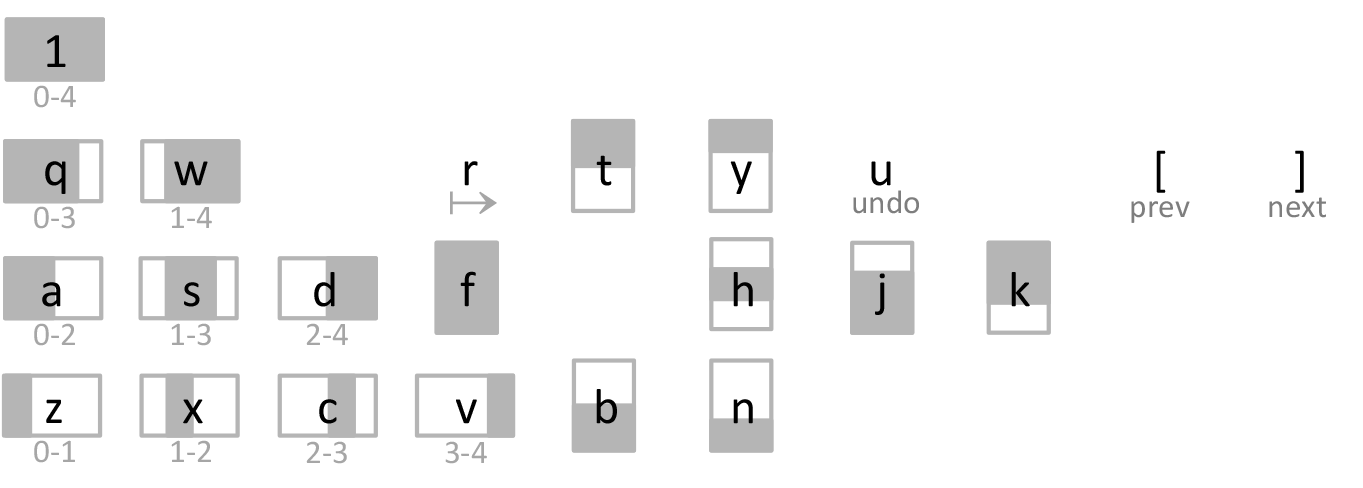 1
0-4
q w r t y u [ ]
0-3 1-4 undo prev next
a s d f h j k
0-2 1-3 2-4
z x c v b n
0-1 1-2 2-3 3-4